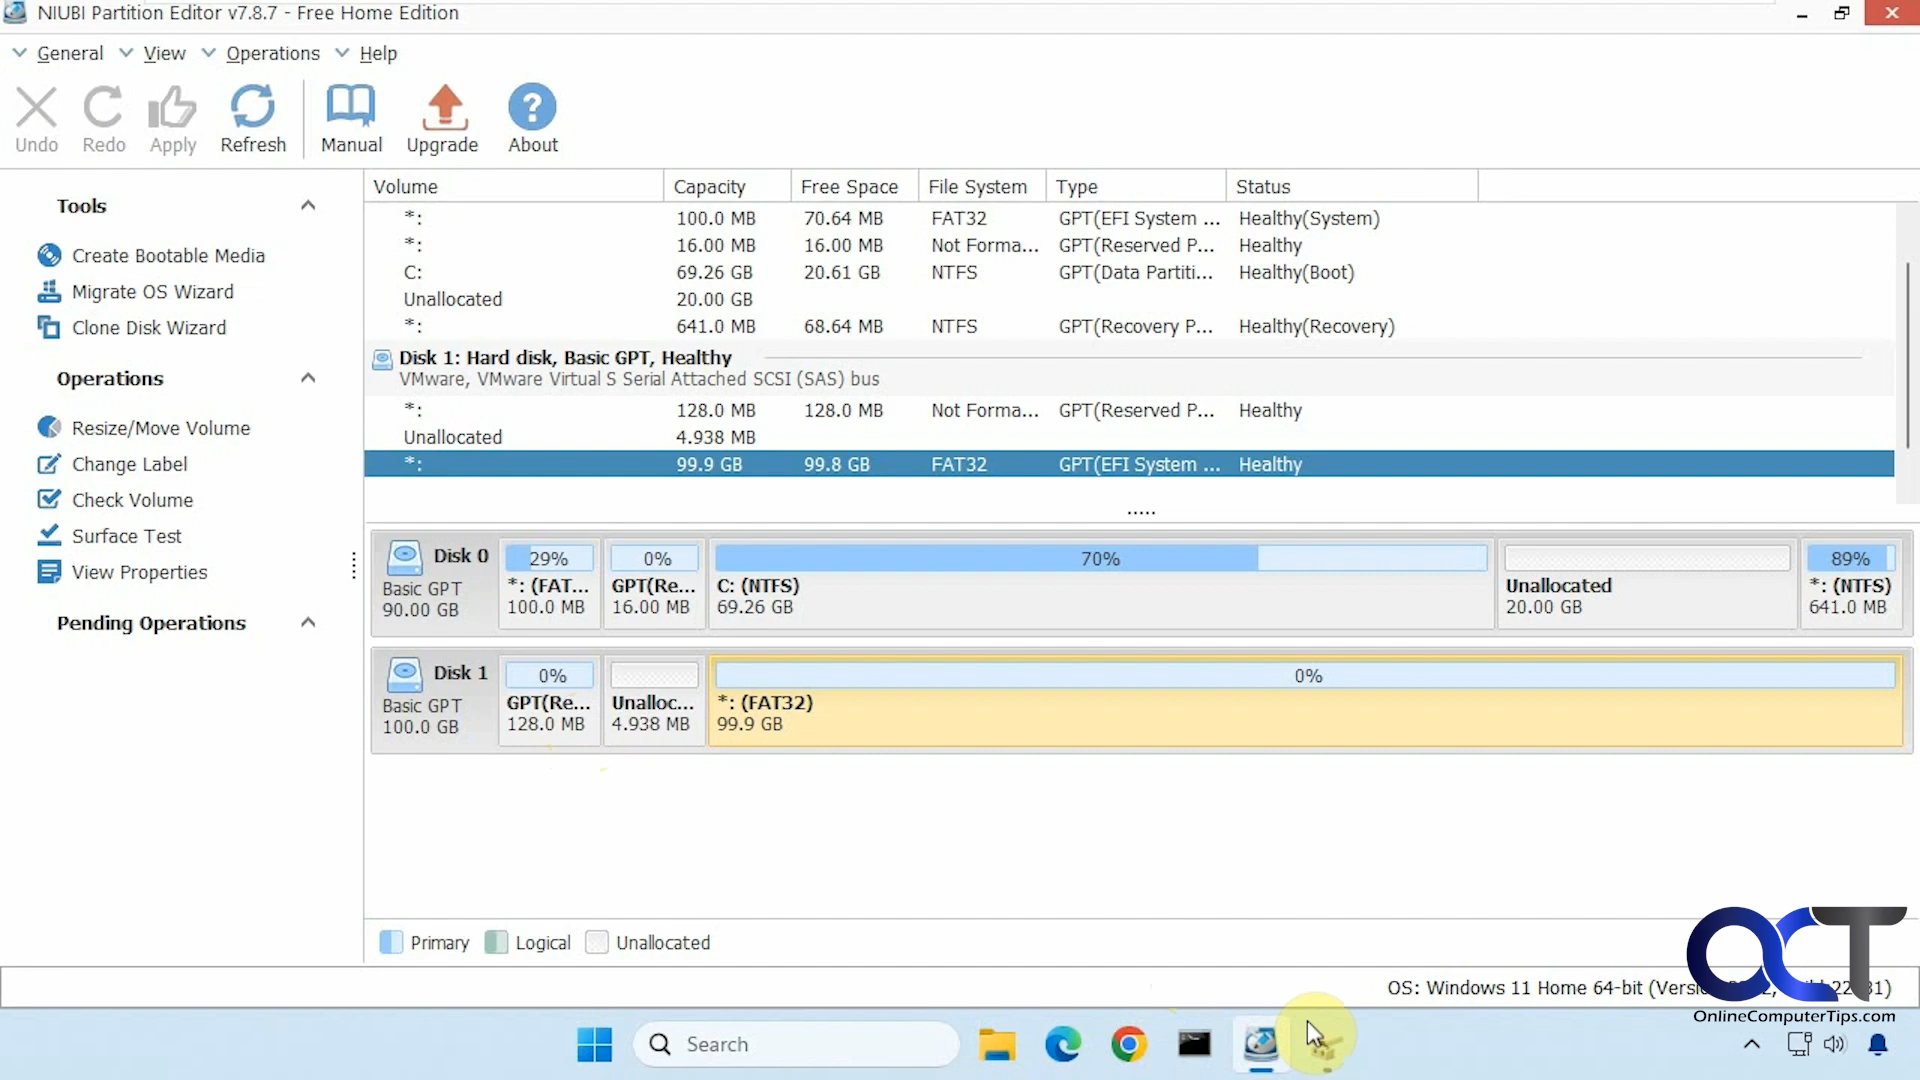 NIUBI Partition Editor v7.8.7 - Free Home Edition
General View Operations Help
Undo Redo Apply Refresh Manual Upgrade About
Tools
Create Bootable Media
Migrate OS Wizard
Clone Disk Wizard
Operations
Resize/Move Volume
Change Label
Check Volume
Surface Test
View Properties
Pending Operations
Volume Capacity Free Space File System Type Status
*: 100.0 MB 70.64 MB FAT32 GPT(EFI System ... Healthy(System)
*: 16.00 MB 16.00 MB Not Forma... GPT(Reserved P... Healthy
C: 69.26 GB 20.61 GB NTFS GPT(Data Partiti... Healthy(Boot)
Unallocated 20.00 GB
*: 641.0 MB 68.64 MB NTFS GPT(Recovery P... Healthy(Recovery)
Disk 1: Hard disk, Basic GPT, Healthy
VMware, VMware Virtual S Serial Attached SCSI (SAS) bus
*: 128.0 MB 128.0 MB Not Forma... GPT(Reserved P... Healthy
Unallocated 4.938 MB
*: 99.9 GB 99.8 GB FAT32 GPT(EFI System ... Healthy
Disk 0 29% 0% 70% 89%
Basic GPT *: (FAT... GPT(Re... C: (NTFS) Unallocated *: (NTFS)
90.00 GB 100.0 MB 16.00 MB 69.26 GB 20.00 GB 641.0 MB
Disk 1 0% 0%
Basic GPT GPT(Re... Unalloc... *: (FAT32)
100.0 GB 128.0 MB 4.938 MB 99.9 GB
Primary Logical Unallocated
OS: Windows 11 Home 64-bit
OCT
OnlineComputerTips.com
Search